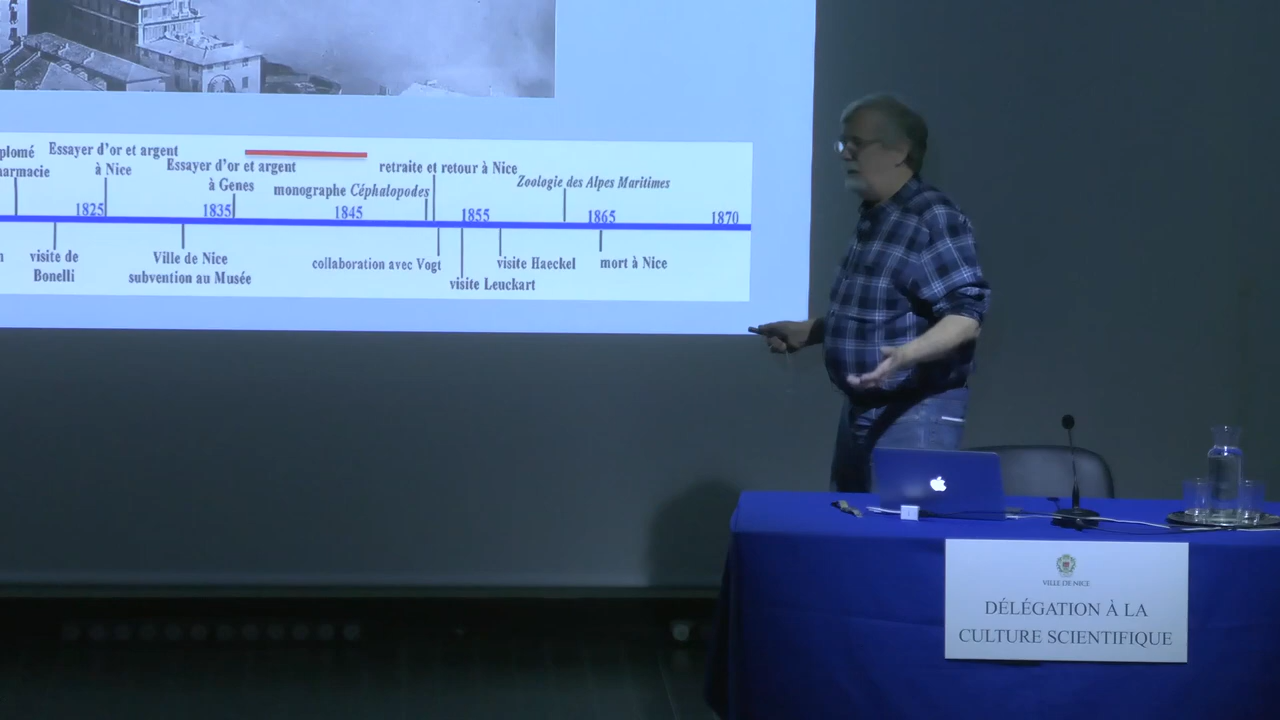 plomé
Essayer d'or et argent
à Nice
Essayer d'or et argent
à Genes
retraite et retour à Nice
monographe Céphalopodes
Zoologie des Alpes Maritimes
1825
1835
1845
1855
1865
1870
visite de
Bonelli
Ville de Nice
subvention au Musée
collaboration avec Vogt
visite Leuckart
visite Haeckel
mort à Nice
VILLE DE NICE
DÉLÉGATION À LA
CULTURE SCIENTIFIQUE